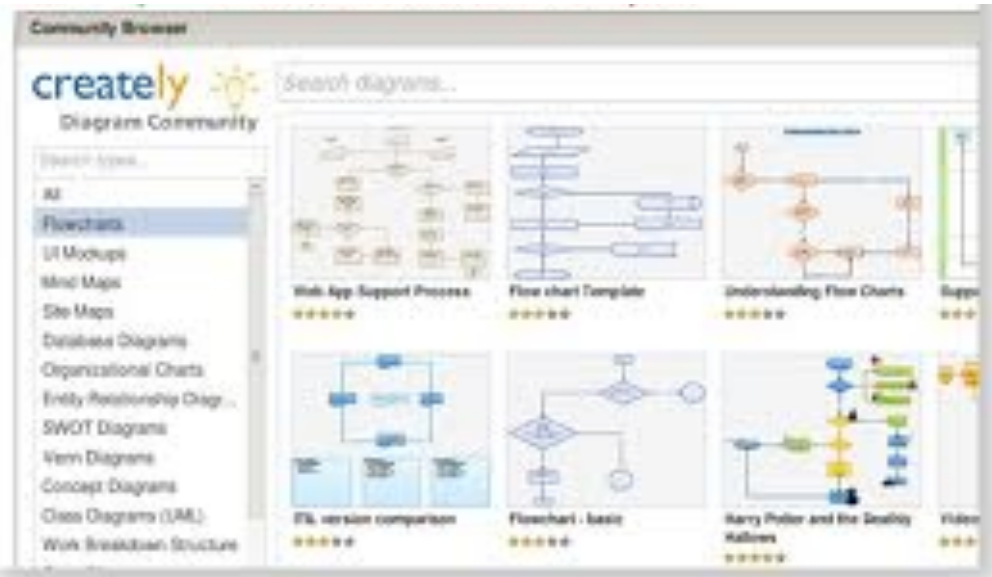 Community Browser
creately
Diagram Community
Search diagrams...
Search types...
All
Flowcharts
UI Mockups
Mind Maps
Site Maps
Database Diagrams
Organizational Charts
Entity Relationship Diagr...
SWOT Diagrams
Venn Diagrams
Concept Diagrams
Class Diagrams (UML)
Work Breakdown Structure
Web App Support Process
Flow chart Template
Understanding Flow Charts
Suppo
ITIL version comparison
Flowchart - basic
Harry Potter and the Deathly
Hallows
Video